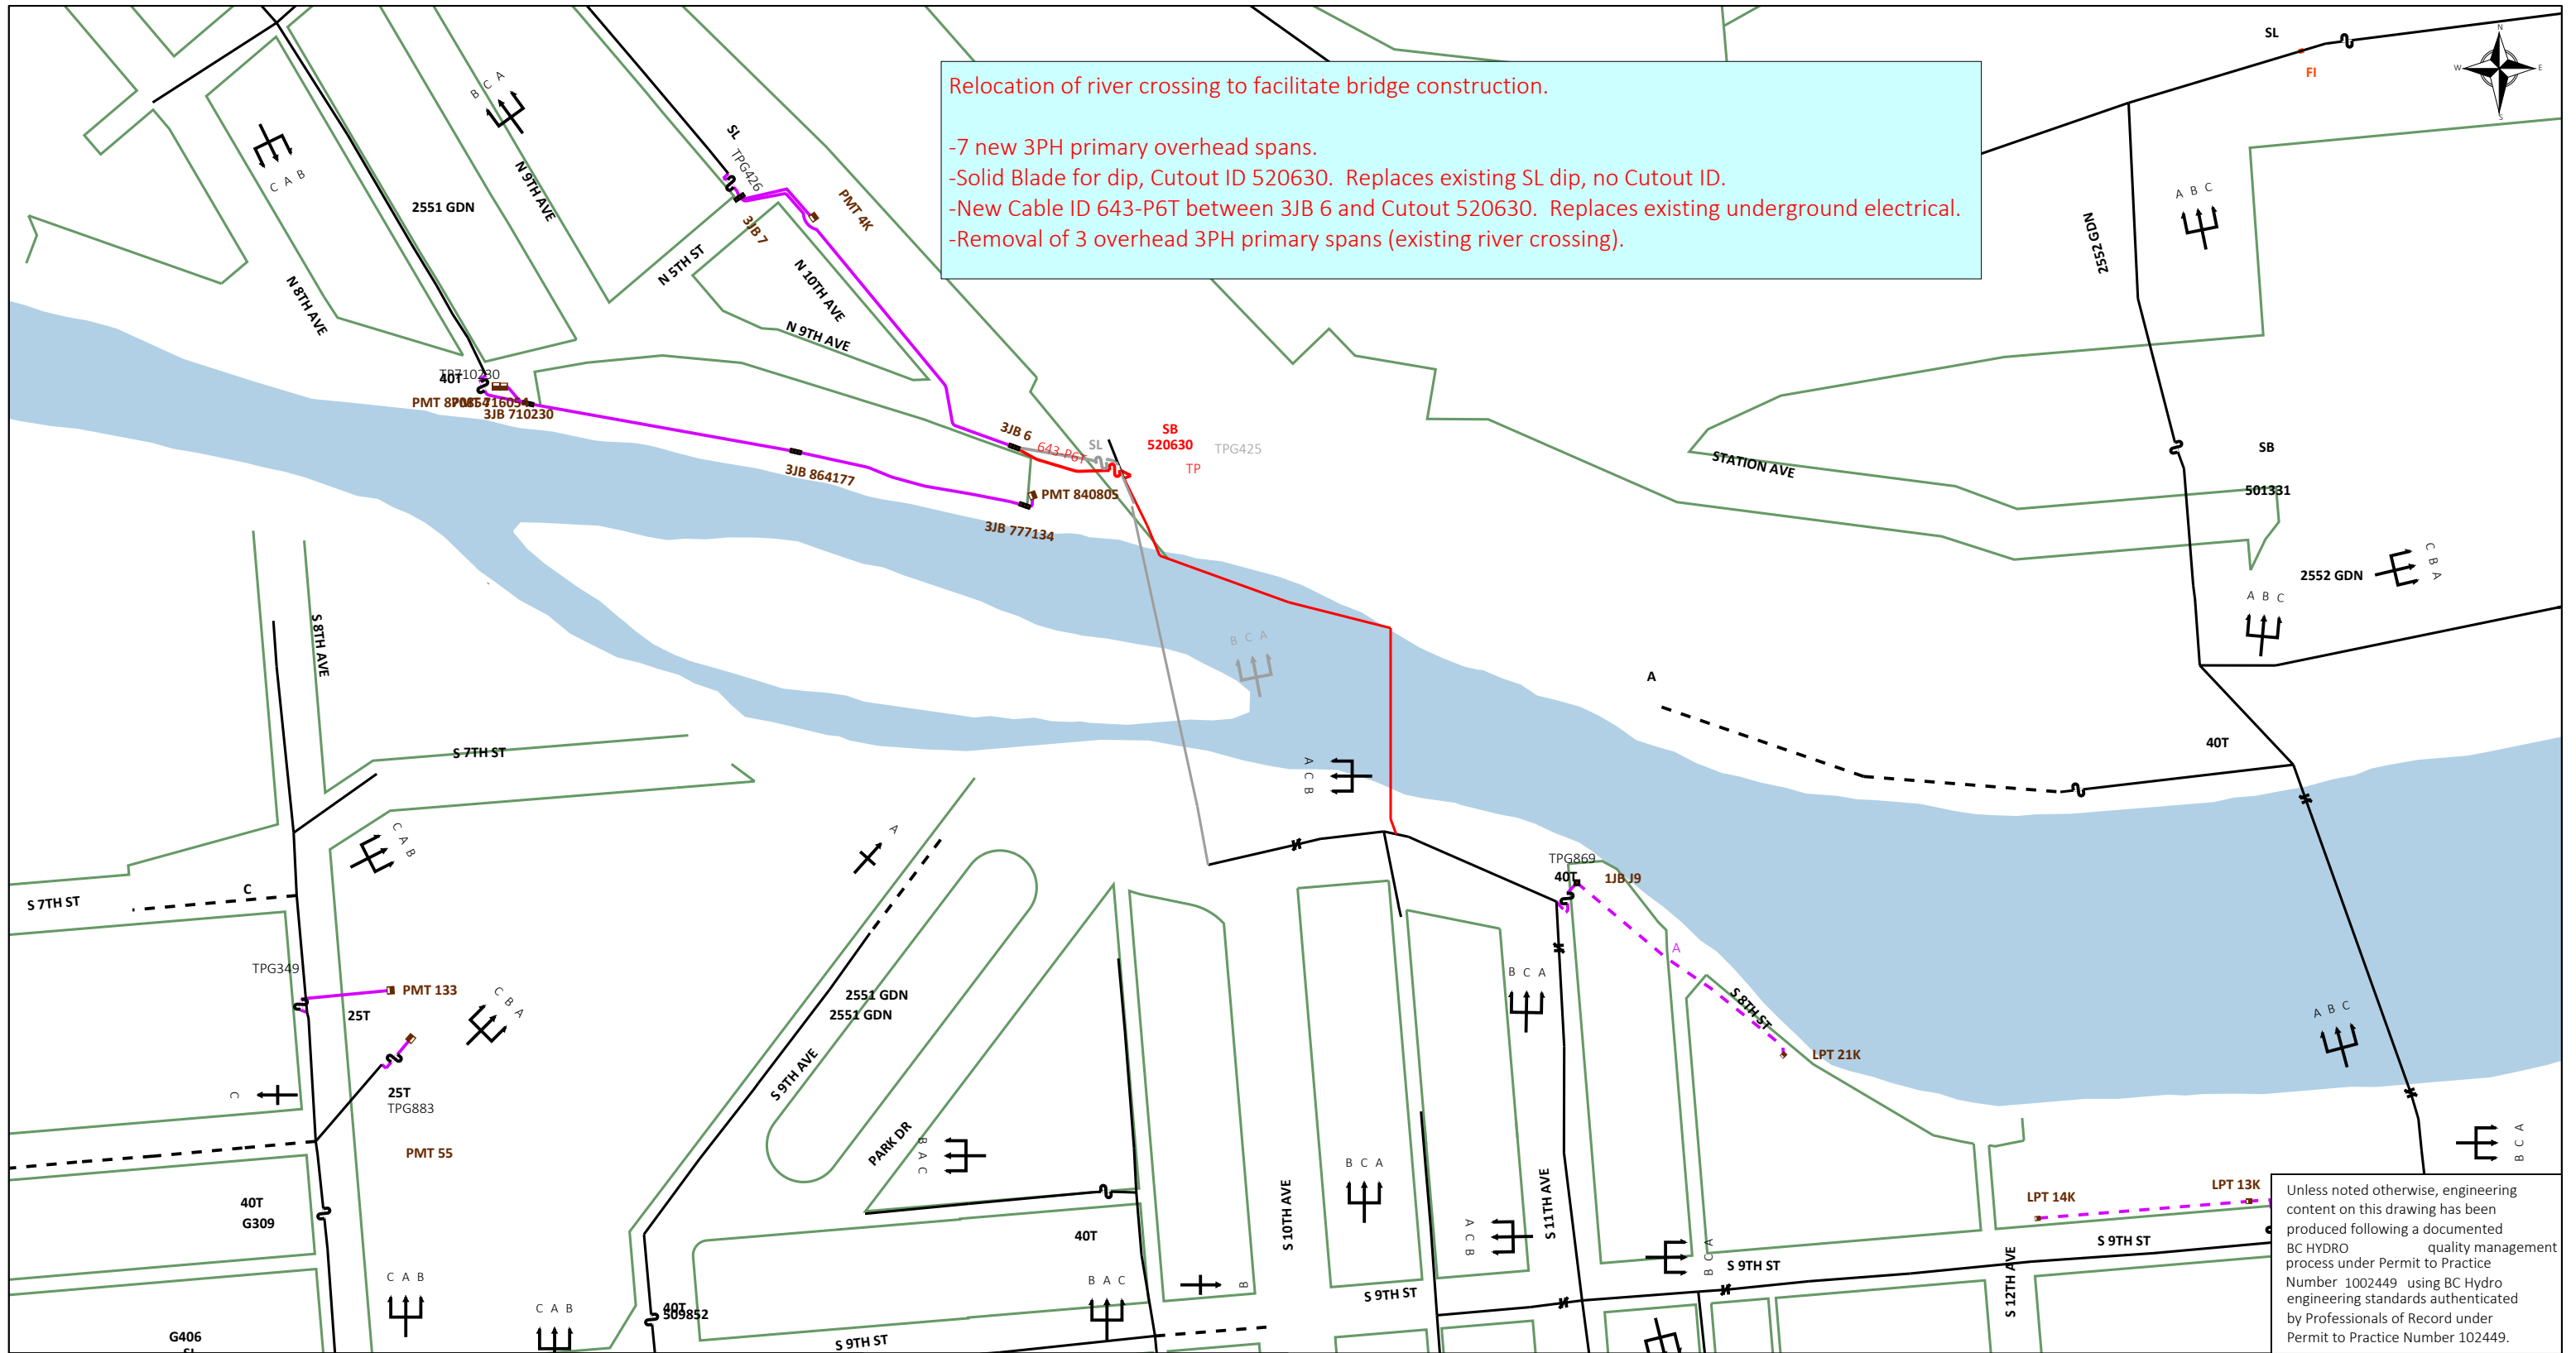 Relocation of river crossing to facilitate bridge construction.
-7 new 3PH primary overhead spans.
-Solid Blade for dip, Cutout ID 520630. Replaces existing SL dip, no Cutout ID.
-New Cable ID 643-P6T between 3JB 6 and Cutout 520630. Replaces existing underground electrical.
-Removal of 3 overhead 3PH primary spans (existing river crossing).
SL
FI
N
W
E
S
B C A
C A B
N 9TH AVE
2551 GDN
N 8TH AVE
SL
TPG426
3JB 7
PMT 4K
N 5TH ST
N 10TH AVE
N 9TH AVE
A B C
2552 GDN
TP710230
40T
PMT 716054
3JB 710230
3JB 864177
3JB 6
643-P6T
SL
SB
520630
TPG425
TP
PMT 840805
3JB 777134
STATION AVE
SB
501331
2552 GDN
C B A
A B C
S 8TH AVE
B C A
A
40T
S 7TH ST
A C B
C A B
A
C
S 7TH ST
TPG869
40T
1JB J9
A
S 8TH ST
LPT 21K
TPG349
PMT 133
25T
C B A
2551 GDN
2551 GDN
B C A
A B C
S 9TH AVE
C
25T
TPG883
PMT 55
PARK DR
B A C
B C A
B C A
40T
G309
S 10TH AVE
S 11TH AVE
A C B
40T
B C A
LPT 14K
LPT 13K
S 9TH ST
S 9TH ST
S 12TH AVE
C A B
C A B
40T
509852
B A C
B
S 9TH ST
S 9TH ST
G406
SL
Unless noted otherwise, engineering
content on this drawing has been
produced following a documented
BC HYDRO quality management
process under Permit to Practice
Number 1002449 using BC Hydro
engineering standards authenticated
by Professionals of Record under
Permit to Practice Number 102449.